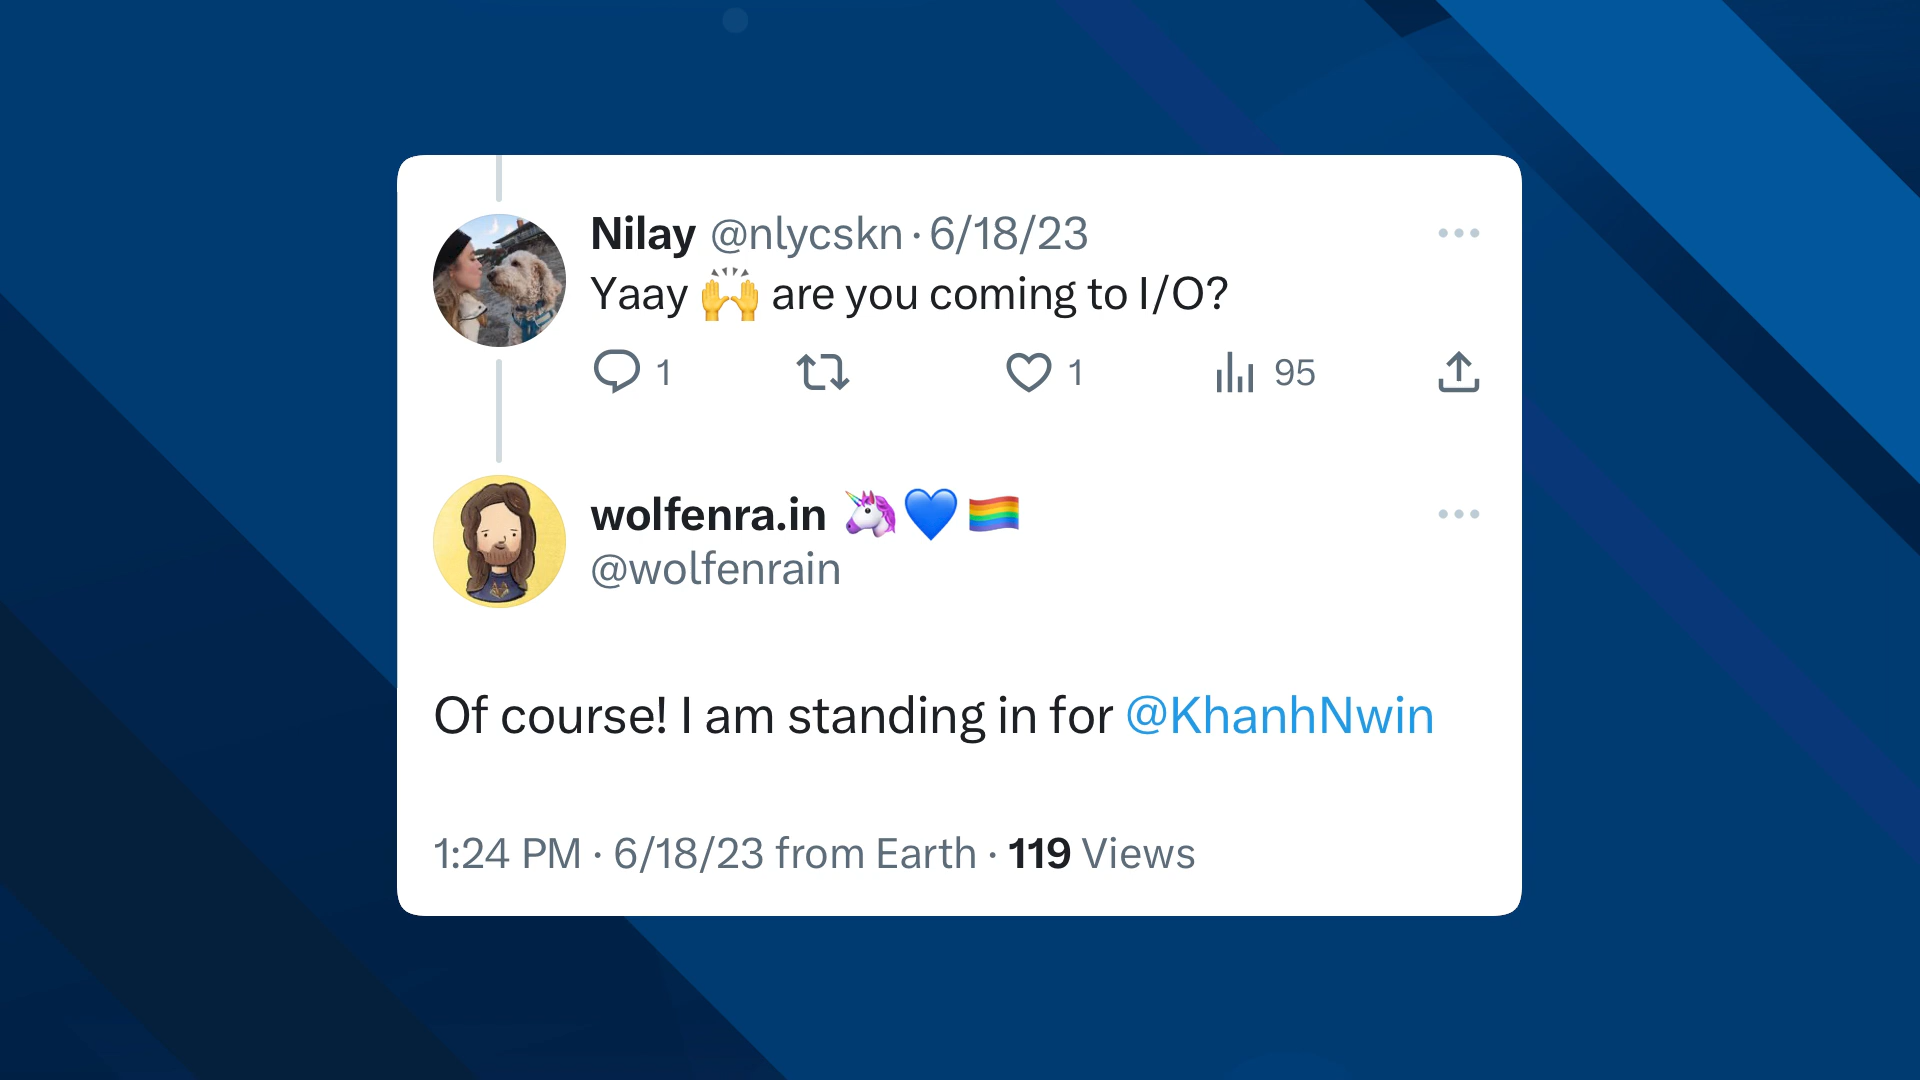 Nilay @nlycskn · 6/18/23
Yaay 🙌 are you coming to I/O?
1 1 95
wolfenra.in 🦄💙🏳️‍🌈
@wolfenrain
Of course! I am standing in for @KhanhNwin
1:24 PM · 6/18/23 from Earth · 119 Views